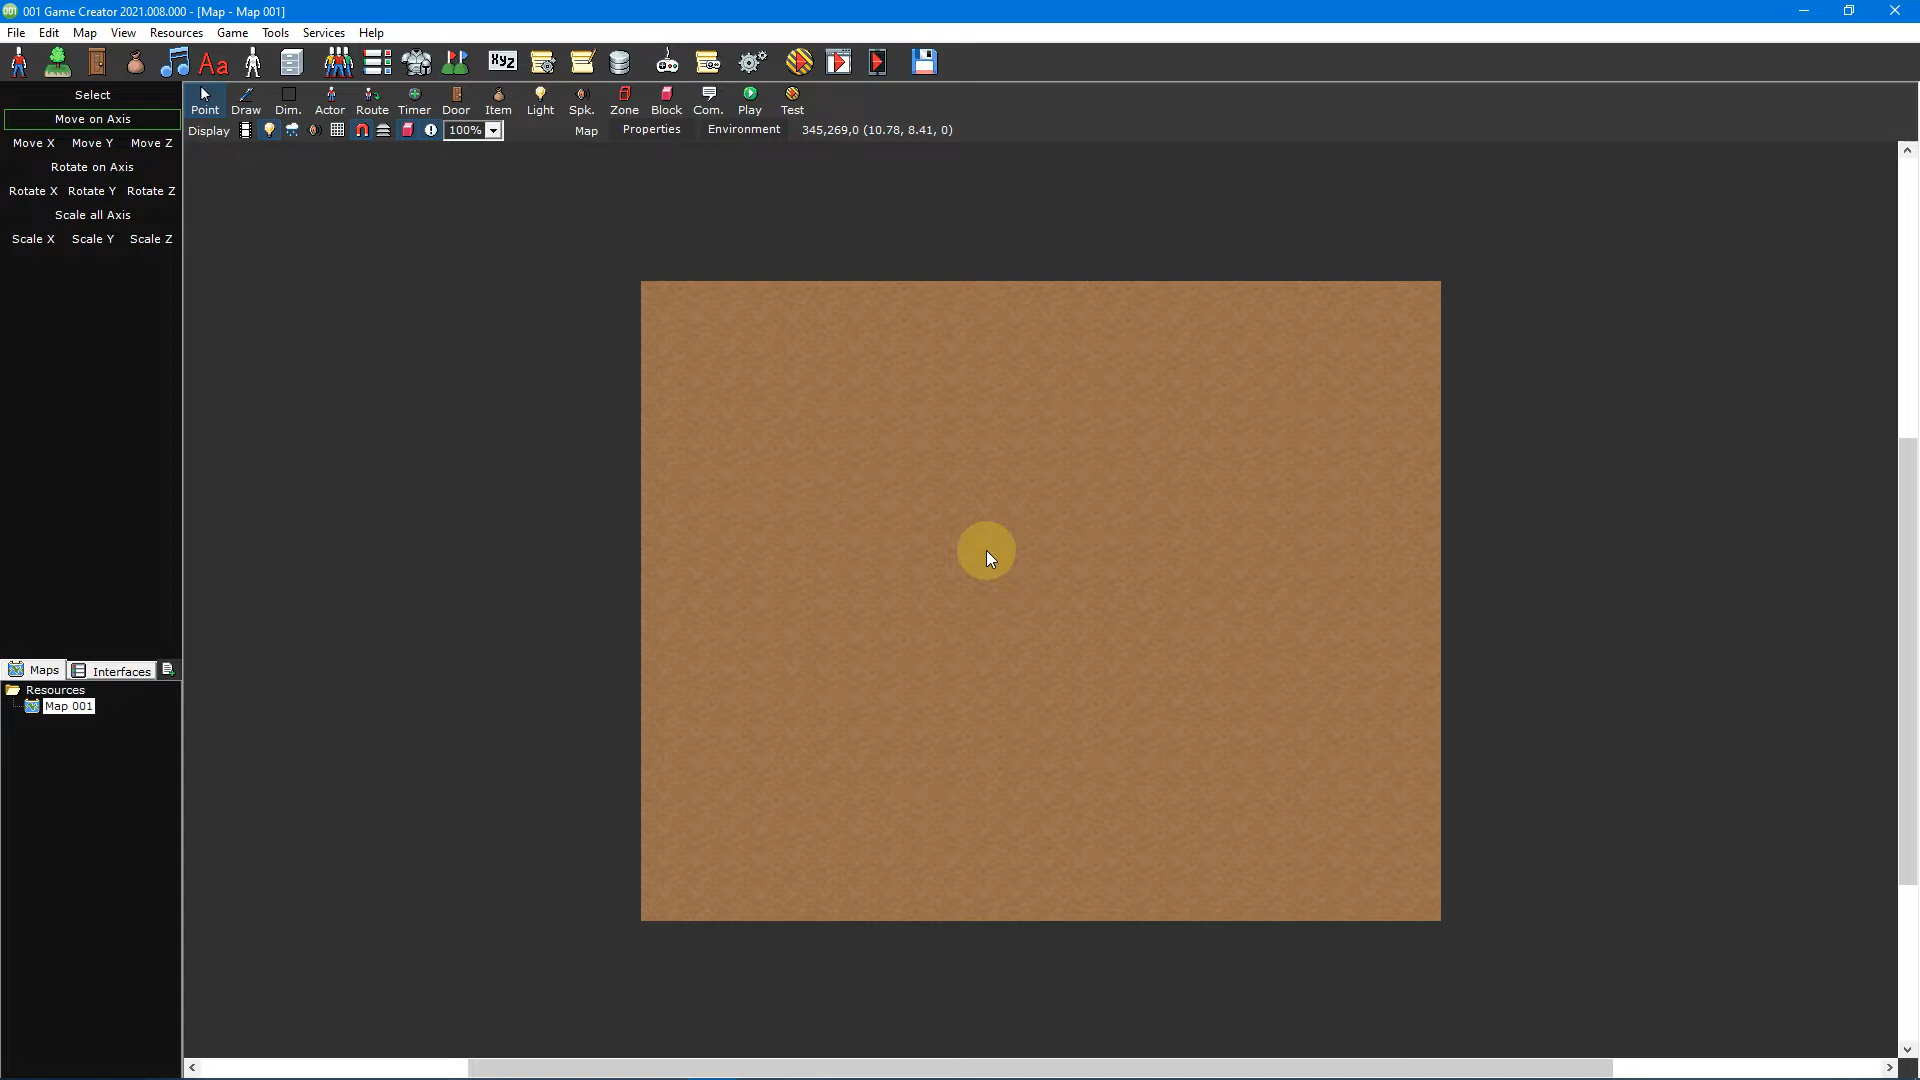 001 Game Creator 2021.008.000 - [Map - Map 001]
File Edit Map View Resources Game Tools Services Help
Aa
Xyz
Select
Move on Axis
Move X Move Y Move Z
Rotate on Axis
Rotate X Rotate Y Rotate Z
Scale all Axis
Scale X Scale Y Scale Z
Point Draw Dim. Actor Route Timer Door Item Light Spk. Zone Block Com. Play Test
Display 100% Map Properties Environment 345,269,0 (10.78, 8.41, 0)
Maps Interfaces
Resources
Map 001